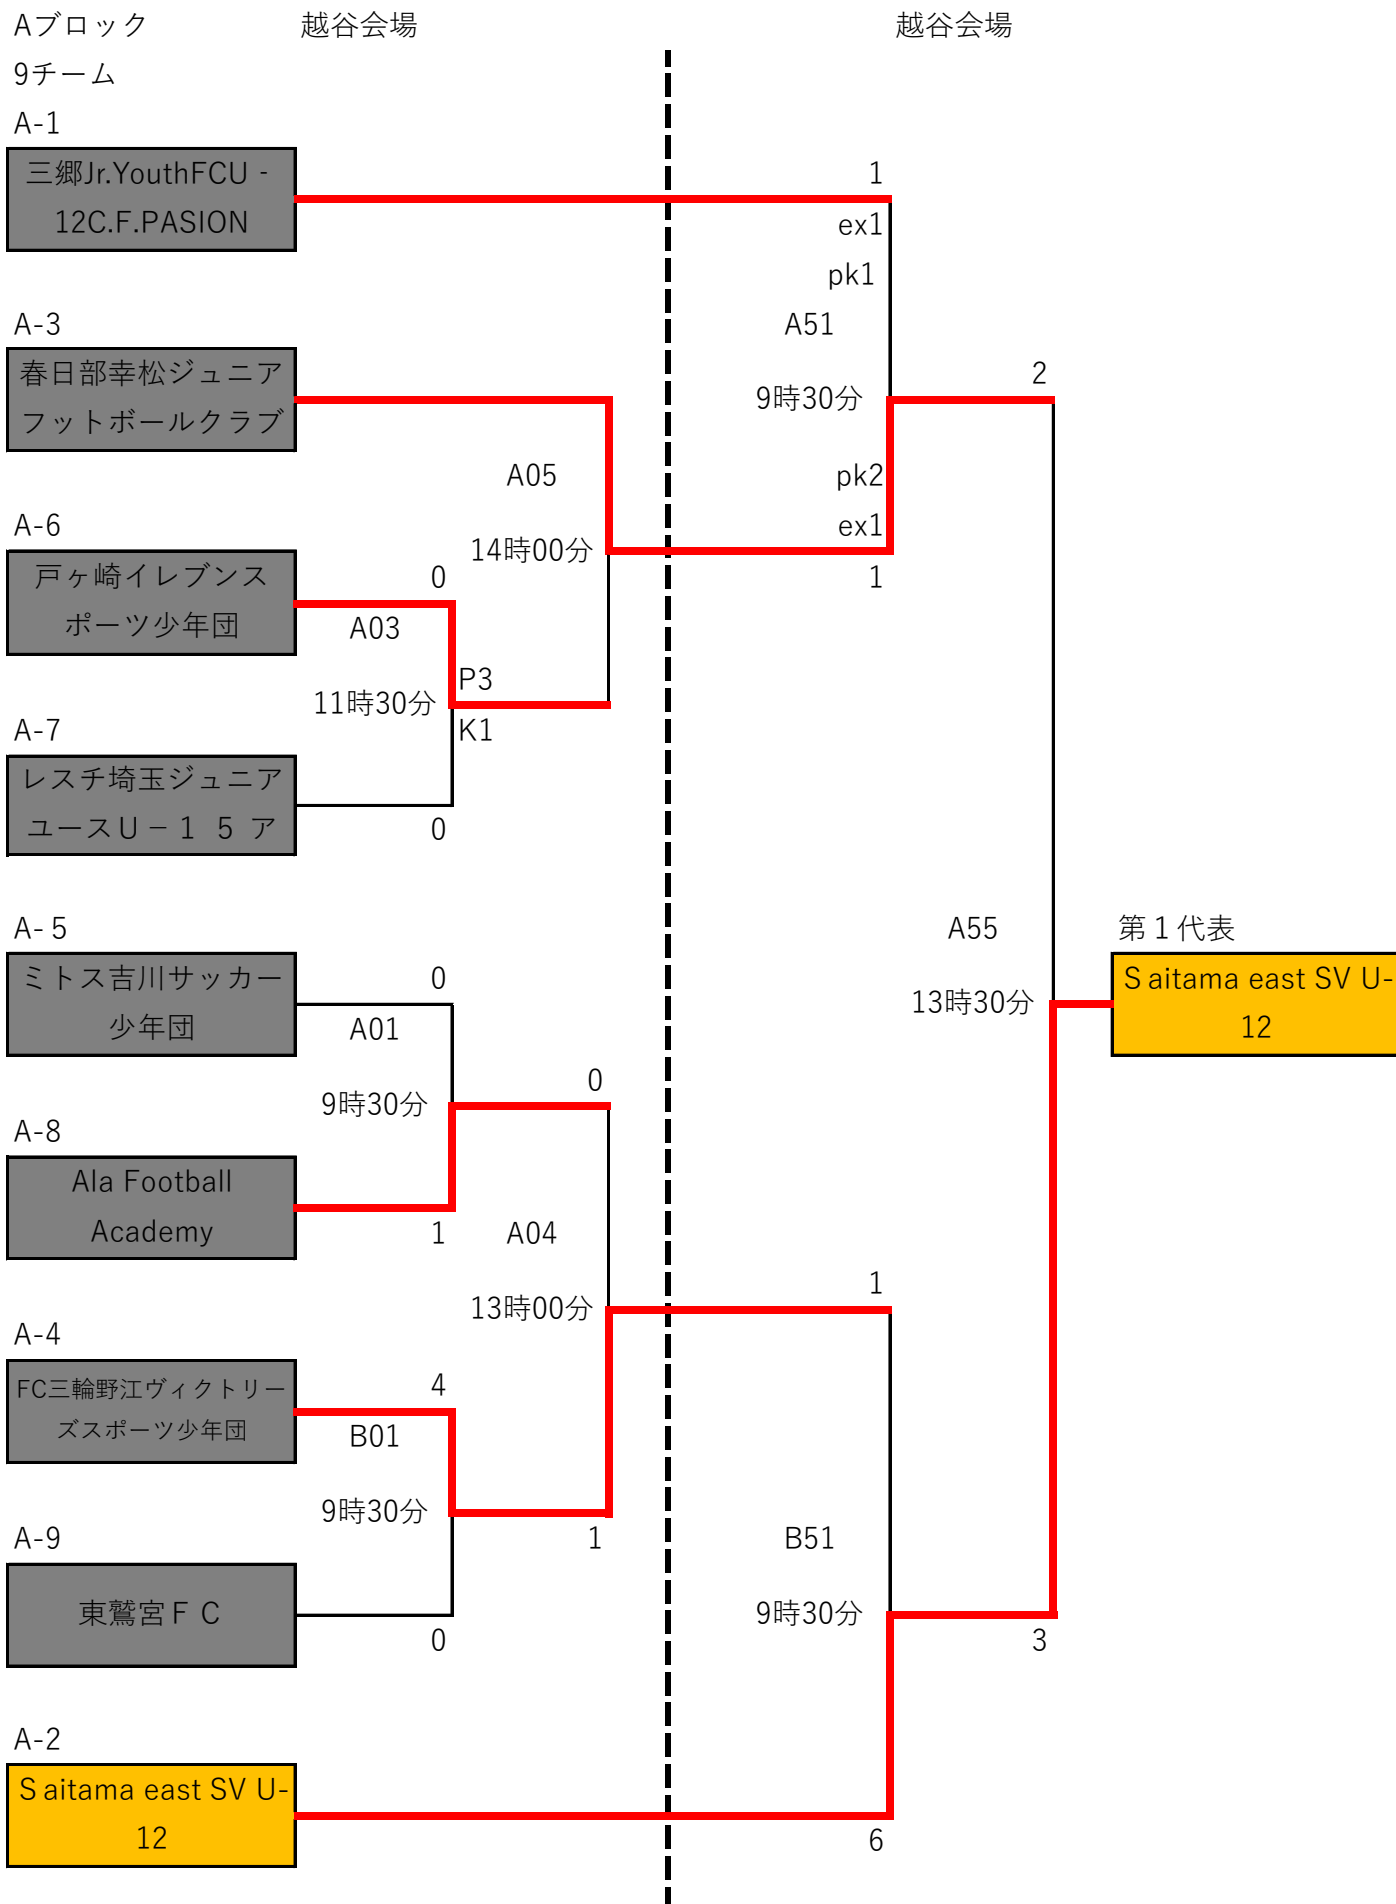 Aブロック
越谷会場
越谷会場
9チーム
A-1
三郷Jr.YouthFCU -
12C.F.PASION
1
ex1
pk1
A51
9時30分
pk2
ex1
1
A-3
春日部幸松ジュニア
フットボールクラブ
2
A05
14時00分
A-6
戸ヶ崎イレブンス
ポーツ少年団
0
A03
11時30分
P3
K1
A-7
レスチ埼玉ジュニア
ユースU－１５ア
0
A-5
ミトス吉川サッカー
少年団
0
A01
9時30分
0
A55
13時30分
第１代表
Saitama east SV U-
12
A-8
Ala Football
Academy
1
A04
13時00分
1
A-4
FC三輪野江ヴィクトリー
ズスポーツ少年団
4
B01
9時30分
1
B51
9時30分
3
A-9
東鷲宮ＦＣ
0
A-2
Saitama east SV U-
12
6